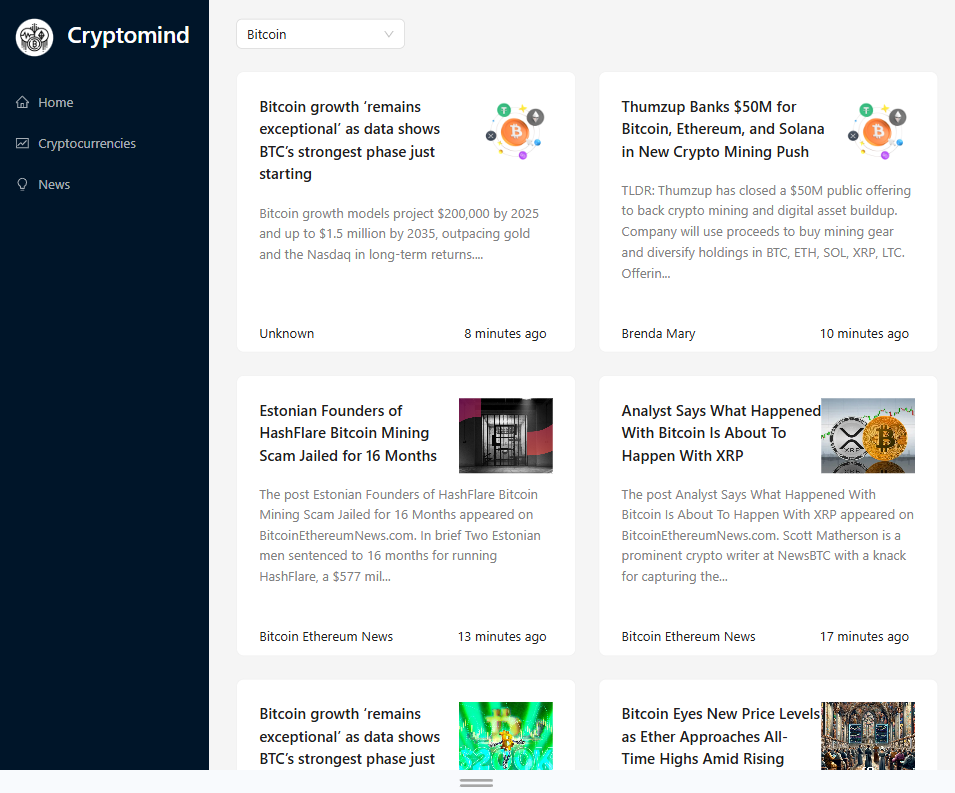 Cryptomind
Home
Cryptocurrencies
News
Bitcoin
Bitcoin growth ‘remains
exceptional’ as data shows
BTC’s strongest phase just
starting
Bitcoin growth models project $200,000 by 2025
and up to $1.5 million by 2035, outpacing gold
and the Nasdaq in long-term returns....
Unknown
8 minutes ago
Thumzup Banks $50M for
Bitcoin, Ethereum, and Solana
in New Crypto Mining Push
TLDR: Thumzup has closed a $50M public offering
to back crypto mining and digital asset buildup.
Company will use proceeds to buy mining gear
and diversify holdings in BTC, ETH, SOL, XRP, LTC.
Offerin...
Brenda Mary
10 minutes ago
Estonian Founders of
HashFlare Bitcoin Mining
Scam Jailed for 16 Months
The post Estonian Founders of HashFlare Bitcoin
Mining Scam Jailed for 16 Months appeared on
BitcoinEthereumNews.com. In brief Two Estonian
men sentenced to 16 months for running
HashFlare, a $577 mil...
Bitcoin Ethereum News
13 minutes ago
Analyst Says What Happened
With Bitcoin Is About To
Happen With XRP
XRP
The post Analyst Says What Happened With
Bitcoin Is About To Happen With XRP appeared on
BitcoinEthereumNews.com. Scott Matherson is a
prominent crypto writer at NewsBTC with a knack
for capturing the...
Bitcoin Ethereum News
17 minutes ago
Bitcoin growth ‘remains
exceptional’ as data shows
BTC’s strongest phase just
Bitcoin Eyes New Price Levels
as Ether Approaches All-
Time Highs Amid Rising